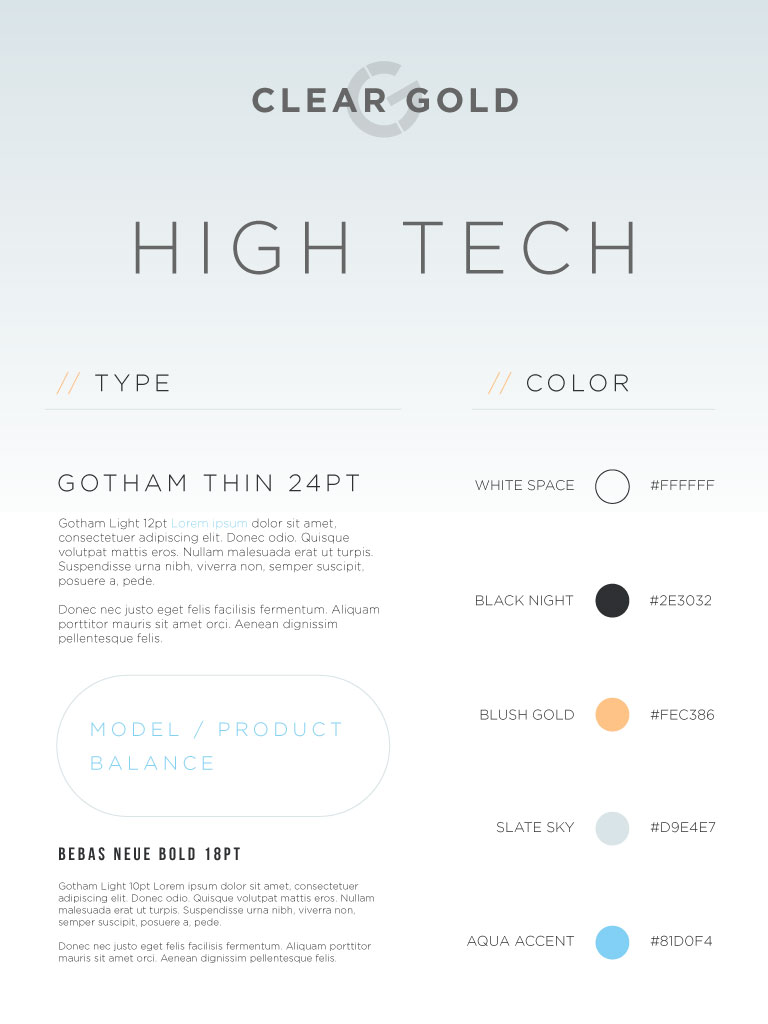 CLEAR GOLD
HIGH TECH
// TYPE
GOTHAM THIN 24PT
Gotham Light 12pt Lorem ipsum dolor sit amet,
consectetuer adipiscing elit. Donec odio. Quisque
volutpat mattis eros. Nullam malesuada erat ut turpis.
Suspendisse urna nibh, viverra non, semper suscipit,
posuere a, pede.
Donec nec justo eget felis facilisis fermentum. Aliquam
porttitor mauris sit amet orci. Aenean dignissim
pellentesque felis.
MODEL / PRODUCT
BALANCE
BEBAS NEUE BOLD 18PT
Gotham Light 10pt Lorem ipsum dolor sit amet, consectetuer
adipiscing elit. Donec odio. Quisque volutpat mattis eros. Nullam
malesuada erat ut turpis. Suspendisse urna nibh, viverra non,
semper suscipit, posuere a, pede.
Donec nec justo eget felis facilisis fermentum. Aliquam porttitor
mauris sit amet orci. Aenean dignissim pellentesque felis.
// COLOR
WHITE SPACE #FFFFFF
BLACK NIGHT #2E3032
BLUSH GOLD #FEC386
SLATE SKY #D9E4E7
AQUA ACCENT #81D0F4